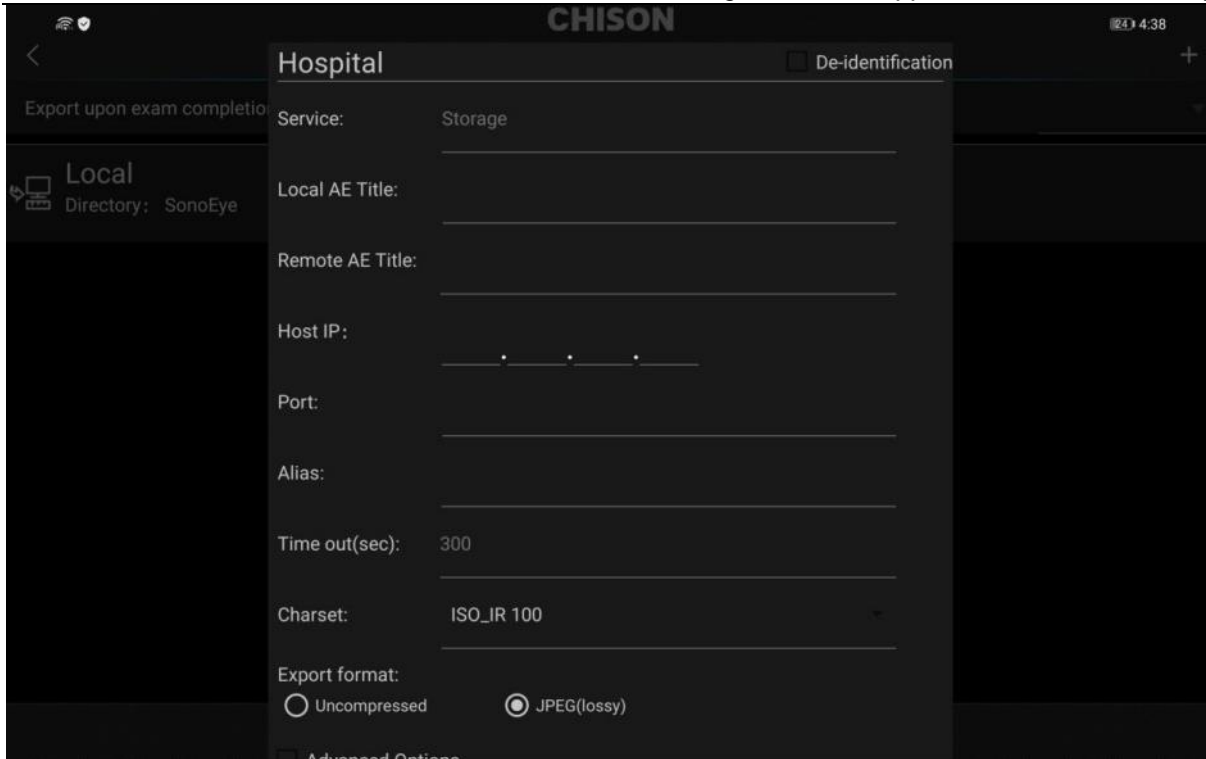 CHISON
24 4:38
Hospital
De-identification
Export upon exam completio
Service: Storage
Local
Directory： SonoEye
Local AE Title:
Remote AE Title:
Host IP：
Port:
Alias:
Time out(sec): 300
Charset: ISO_IR 100
Export format:
Uncompressed JPEG(lossy)
Advanced Options